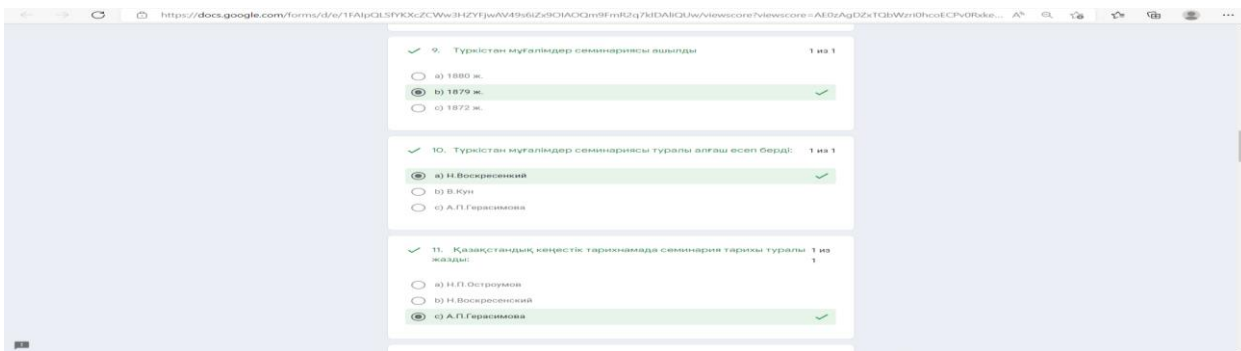 9. Түркістан мұғалімдер семинариясы ашылды 1 из 1
a) 1880 ж.
b) 1879 ж.
c) 1872 ж.
10. Түркістан мұғалімдер семинариясы туралы алғаш есеп берді: 1 из 1
a) Н.Воскресенкий
b) В.Кун
c) А.П.Герасимова
11. Қазақстандық кеңестік тарихнамада семинария тарихы туралы 1 из
жазды: 1
a) Н.П.Остроумов
b) Н.Воскресенский
c) А.П.Герасимова